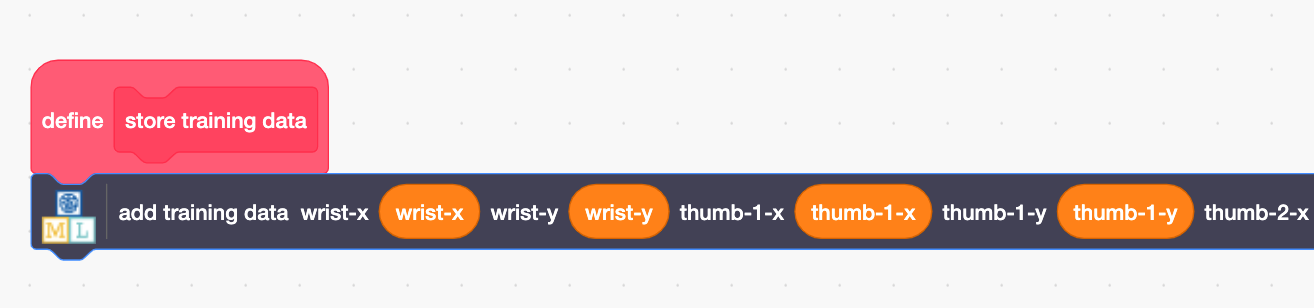 define store training data
ML add training data wrist-x wrist-x wrist-y wrist-y thumb-1-x thumb-1-x thumb-1-y thumb-1-y thumb-2-x